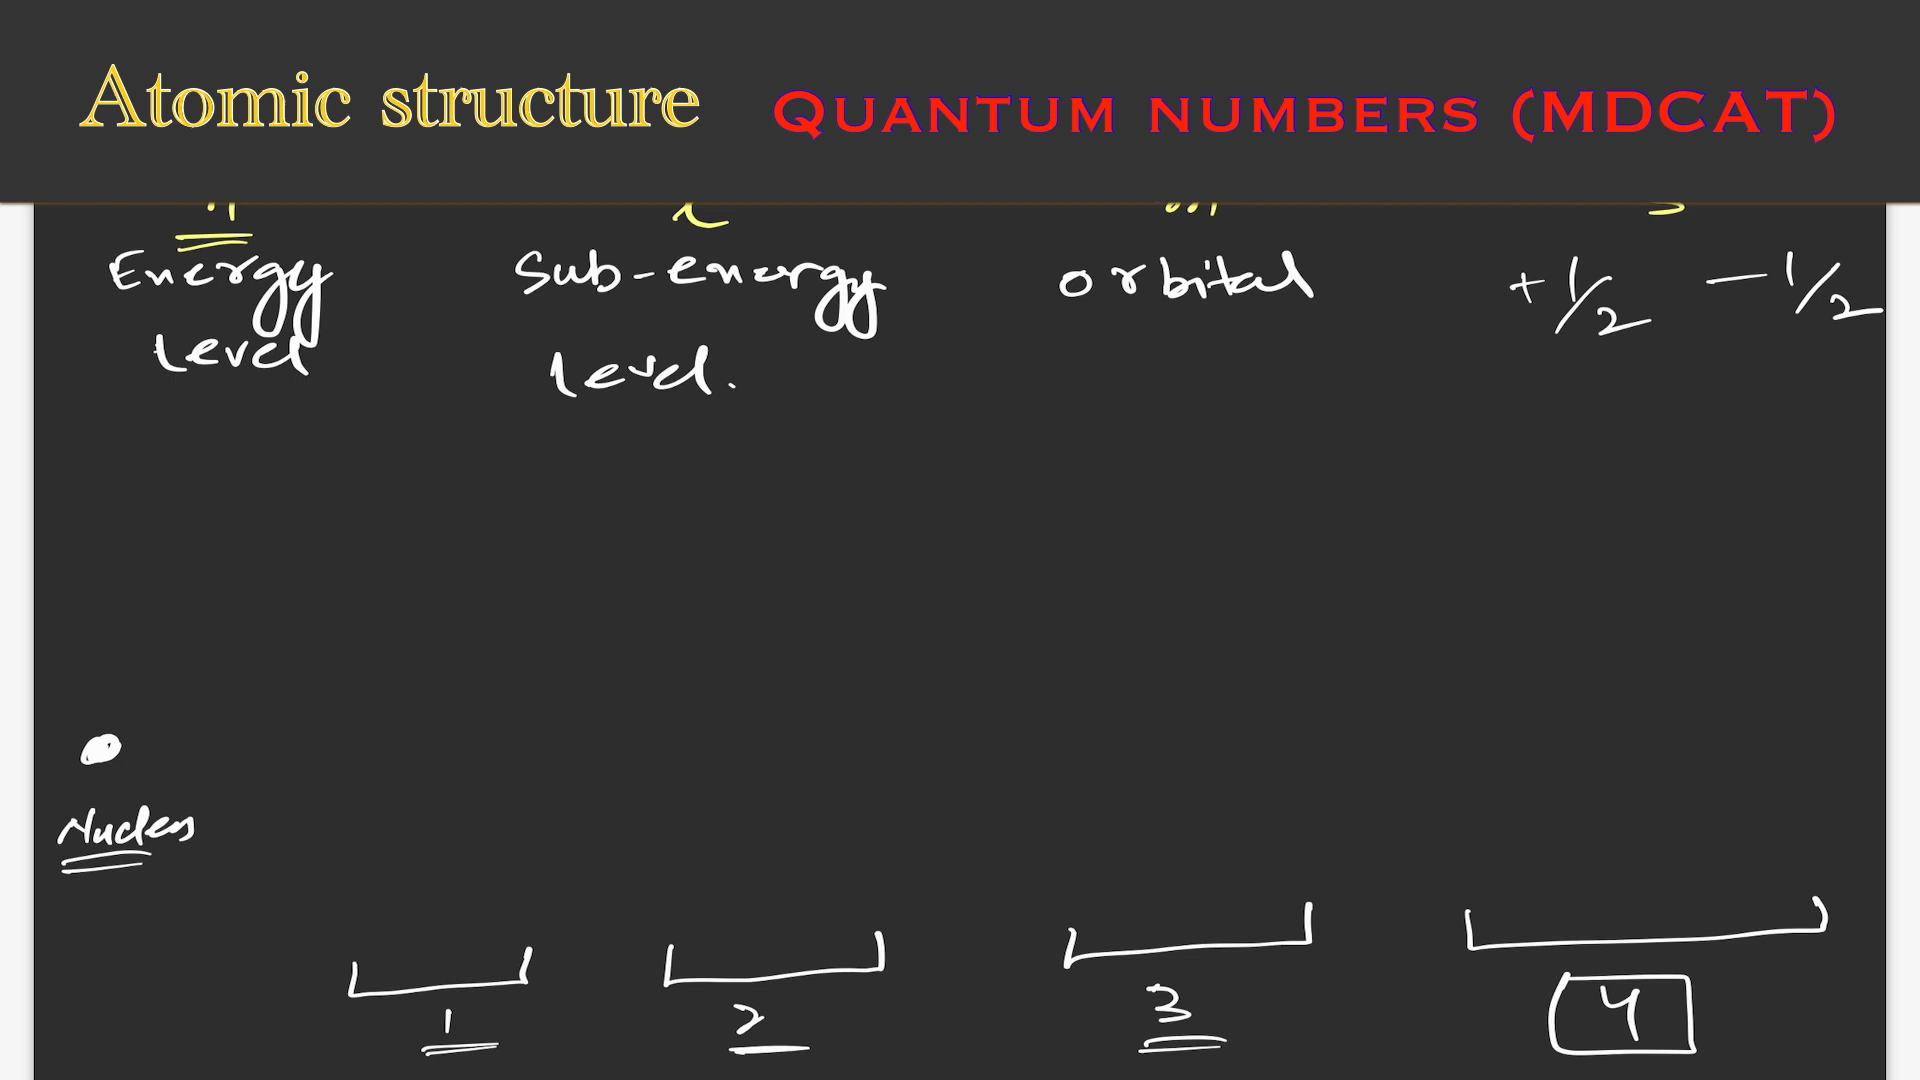 Atomic structure QUANTUM NUMBERS (MDCAT)
Energy Level
Sub-energy level.
orbital
+1/2 -1/2
Nucleus
1 2 3 4